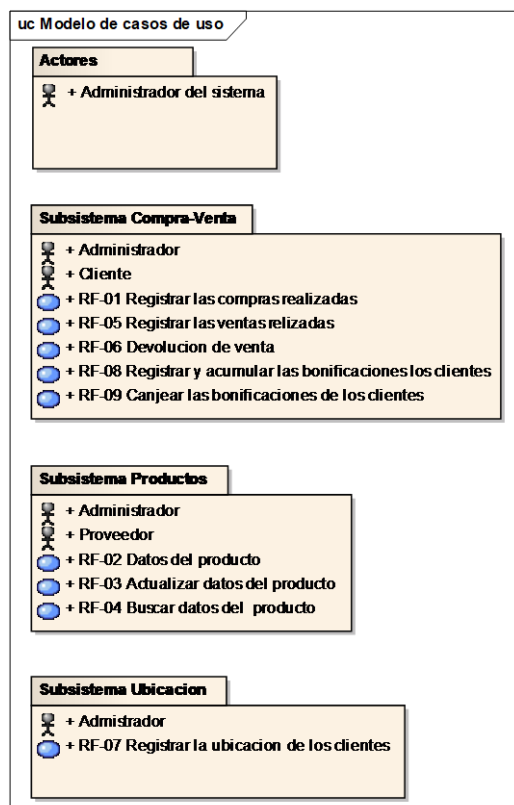 uc Modelo de casos de uso
Actores
+ Administrador del sistema
Subsistema Compra-Venta
+ Administrador
+ Cliente
+ RF-01 Registrar las compras realizadas
+ RF-05 Registrar las ventas relizadas
+ RF-06 Devolucion de venta
+ RF-08 Registrar y acumular las bonificaciones los clientes
+ RF-09 Canjear las bonificaciones de los clientes
Subsistema Productos
+ Administrador
+ Proveedor
+ RF-02 Datos del producto
+ RF-03 Actualizar datos del producto
+ RF-04 Buscar datos del producto
Subsistema Ubicacion
+ Admistrador
+ RF-07 Registrar la ubicacion de los clientes